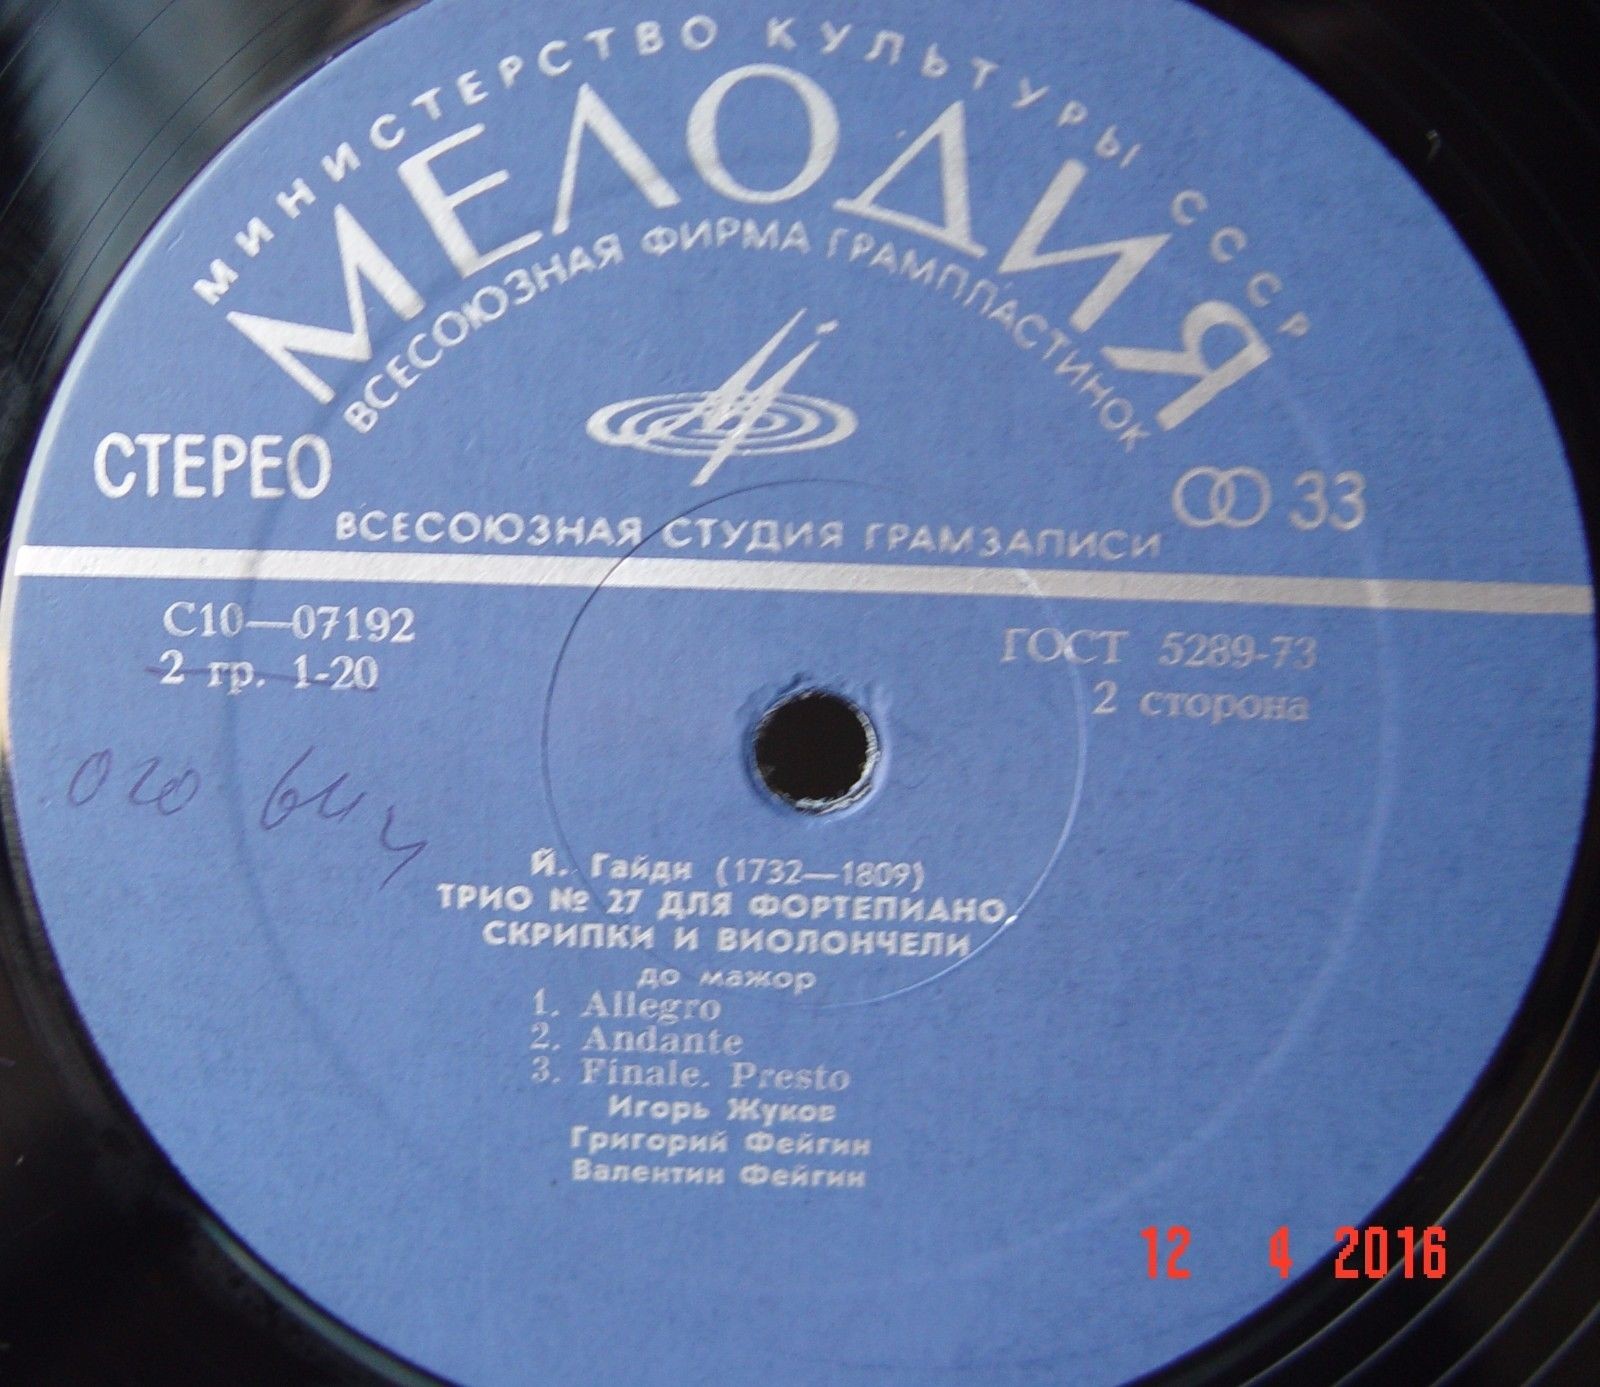 МИНИСТЕРСТВО КУЛЬТУРЫ СССР
МЕЛОДИЯ
ВСЕСОЮЗНАЯ ФИРМА ГРАМПЛАСТИНОК
СТЕРЕО
33
ВСЕСОЮЗНАЯ СТУДИЯ ГРАМЗАПИСИ
С10—07192
ГОСТ 5289-73
2 гр. 1-20
2 сторона
Й. Гайдн (1732—1809)
ТРИО № 27 ДЛЯ ФОРТЕПИАНО,
СКРИПКИ И ВИОЛОНЧЕЛИ
до мажор
1. Allegro
2. Andante
3. Finale. Presto
Игорь Жуков
Григорий Фейгин
Валентин Фейгин
12 4 2016